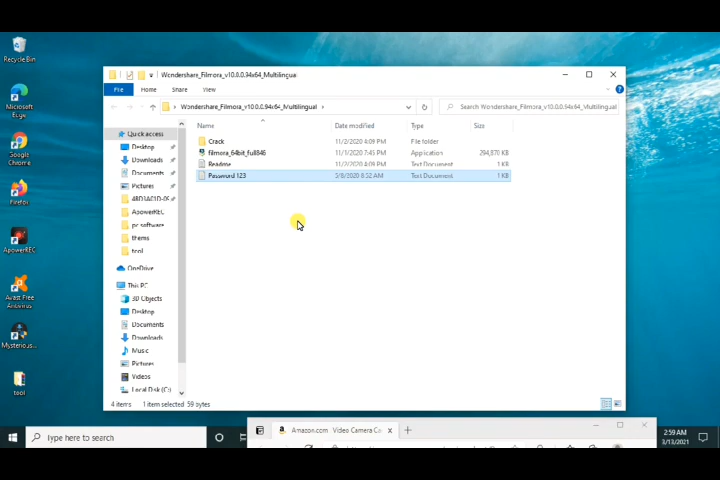 Recycle Bin
Microsoft
Edge
Google
Chrome
Firefox
ApowerREC
Avast Free
Antivirus
Mysterious...
tool
Wondershare_Filmora_v10.0.0.94x64_Multilingual
File Home Share View
Wondershare_Filmora_v10.0.0.94x64_Multilingual
Search Wondershare_Filmora_v10.0.0.94x64_Multilingual
Name Date modified Type Size
Crack 11/2/2020 4:09 PM File folder
filmora_64bit_full846 11/1/2020 7:45 PM Application 294,870 KB
Readme 11/2/2020 4:09 PM Text Document 1 KB
Password 123 5/8/2020 8:52 AM Text Document 1 KB
Quick access
Desktop
Downloads
Documents
Pictures
ApowerREC
pc software
thems
tool
OneDrive
This PC
3D Objects
Desktop
Documents
Downloads
Music
Pictures
Videos
Local Disk (C:)
4 items 1 item selected 59 bytes
Amazon.com Video Camera Co
Type here to search
2:59 AM
3/13/2021